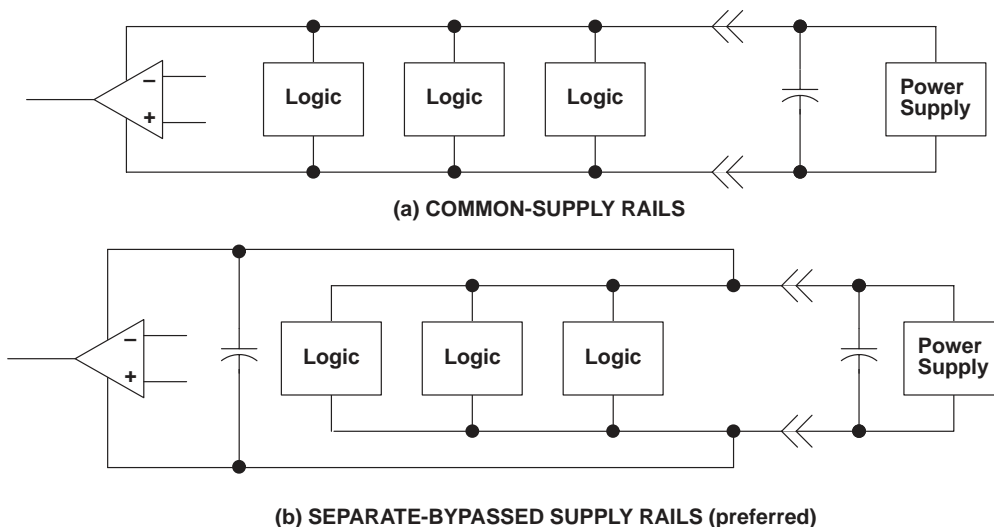 −
+
Logic
Logic
Logic
Power
Supply
(a) COMMON-SUPPLY RAILS
−
+
Logic
Logic
Logic
Power
Supply
(b) SEPARATE-BYPASSED SUPPLY RAILS (preferred)